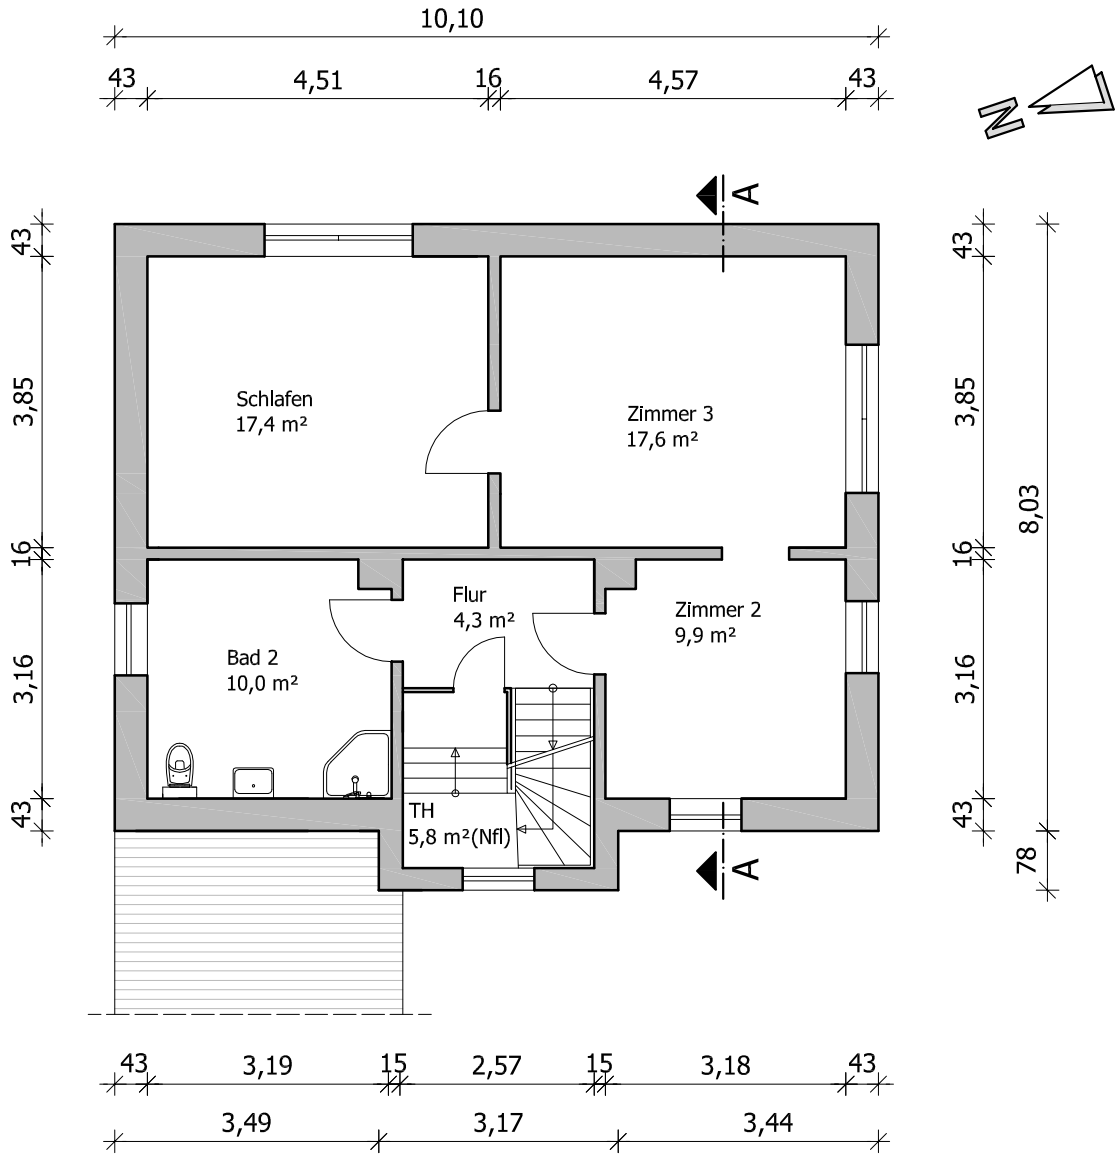 10,10
43
4,51
16
4,57
43
N
A
43
3,85
16
3,16
43
43
3,85
16
3,16
43
8,03
78
Schlafen
17,4 m²
Zimmer 3
17,6 m²
Flur
4,3 m²
Zimmer 2
9,9 m²
Bad 2
10,0 m²
TH
5,8 m²(Nfl)
A
43
3,19
15
2,57
15
3,18
43
3,49
3,17
3,44